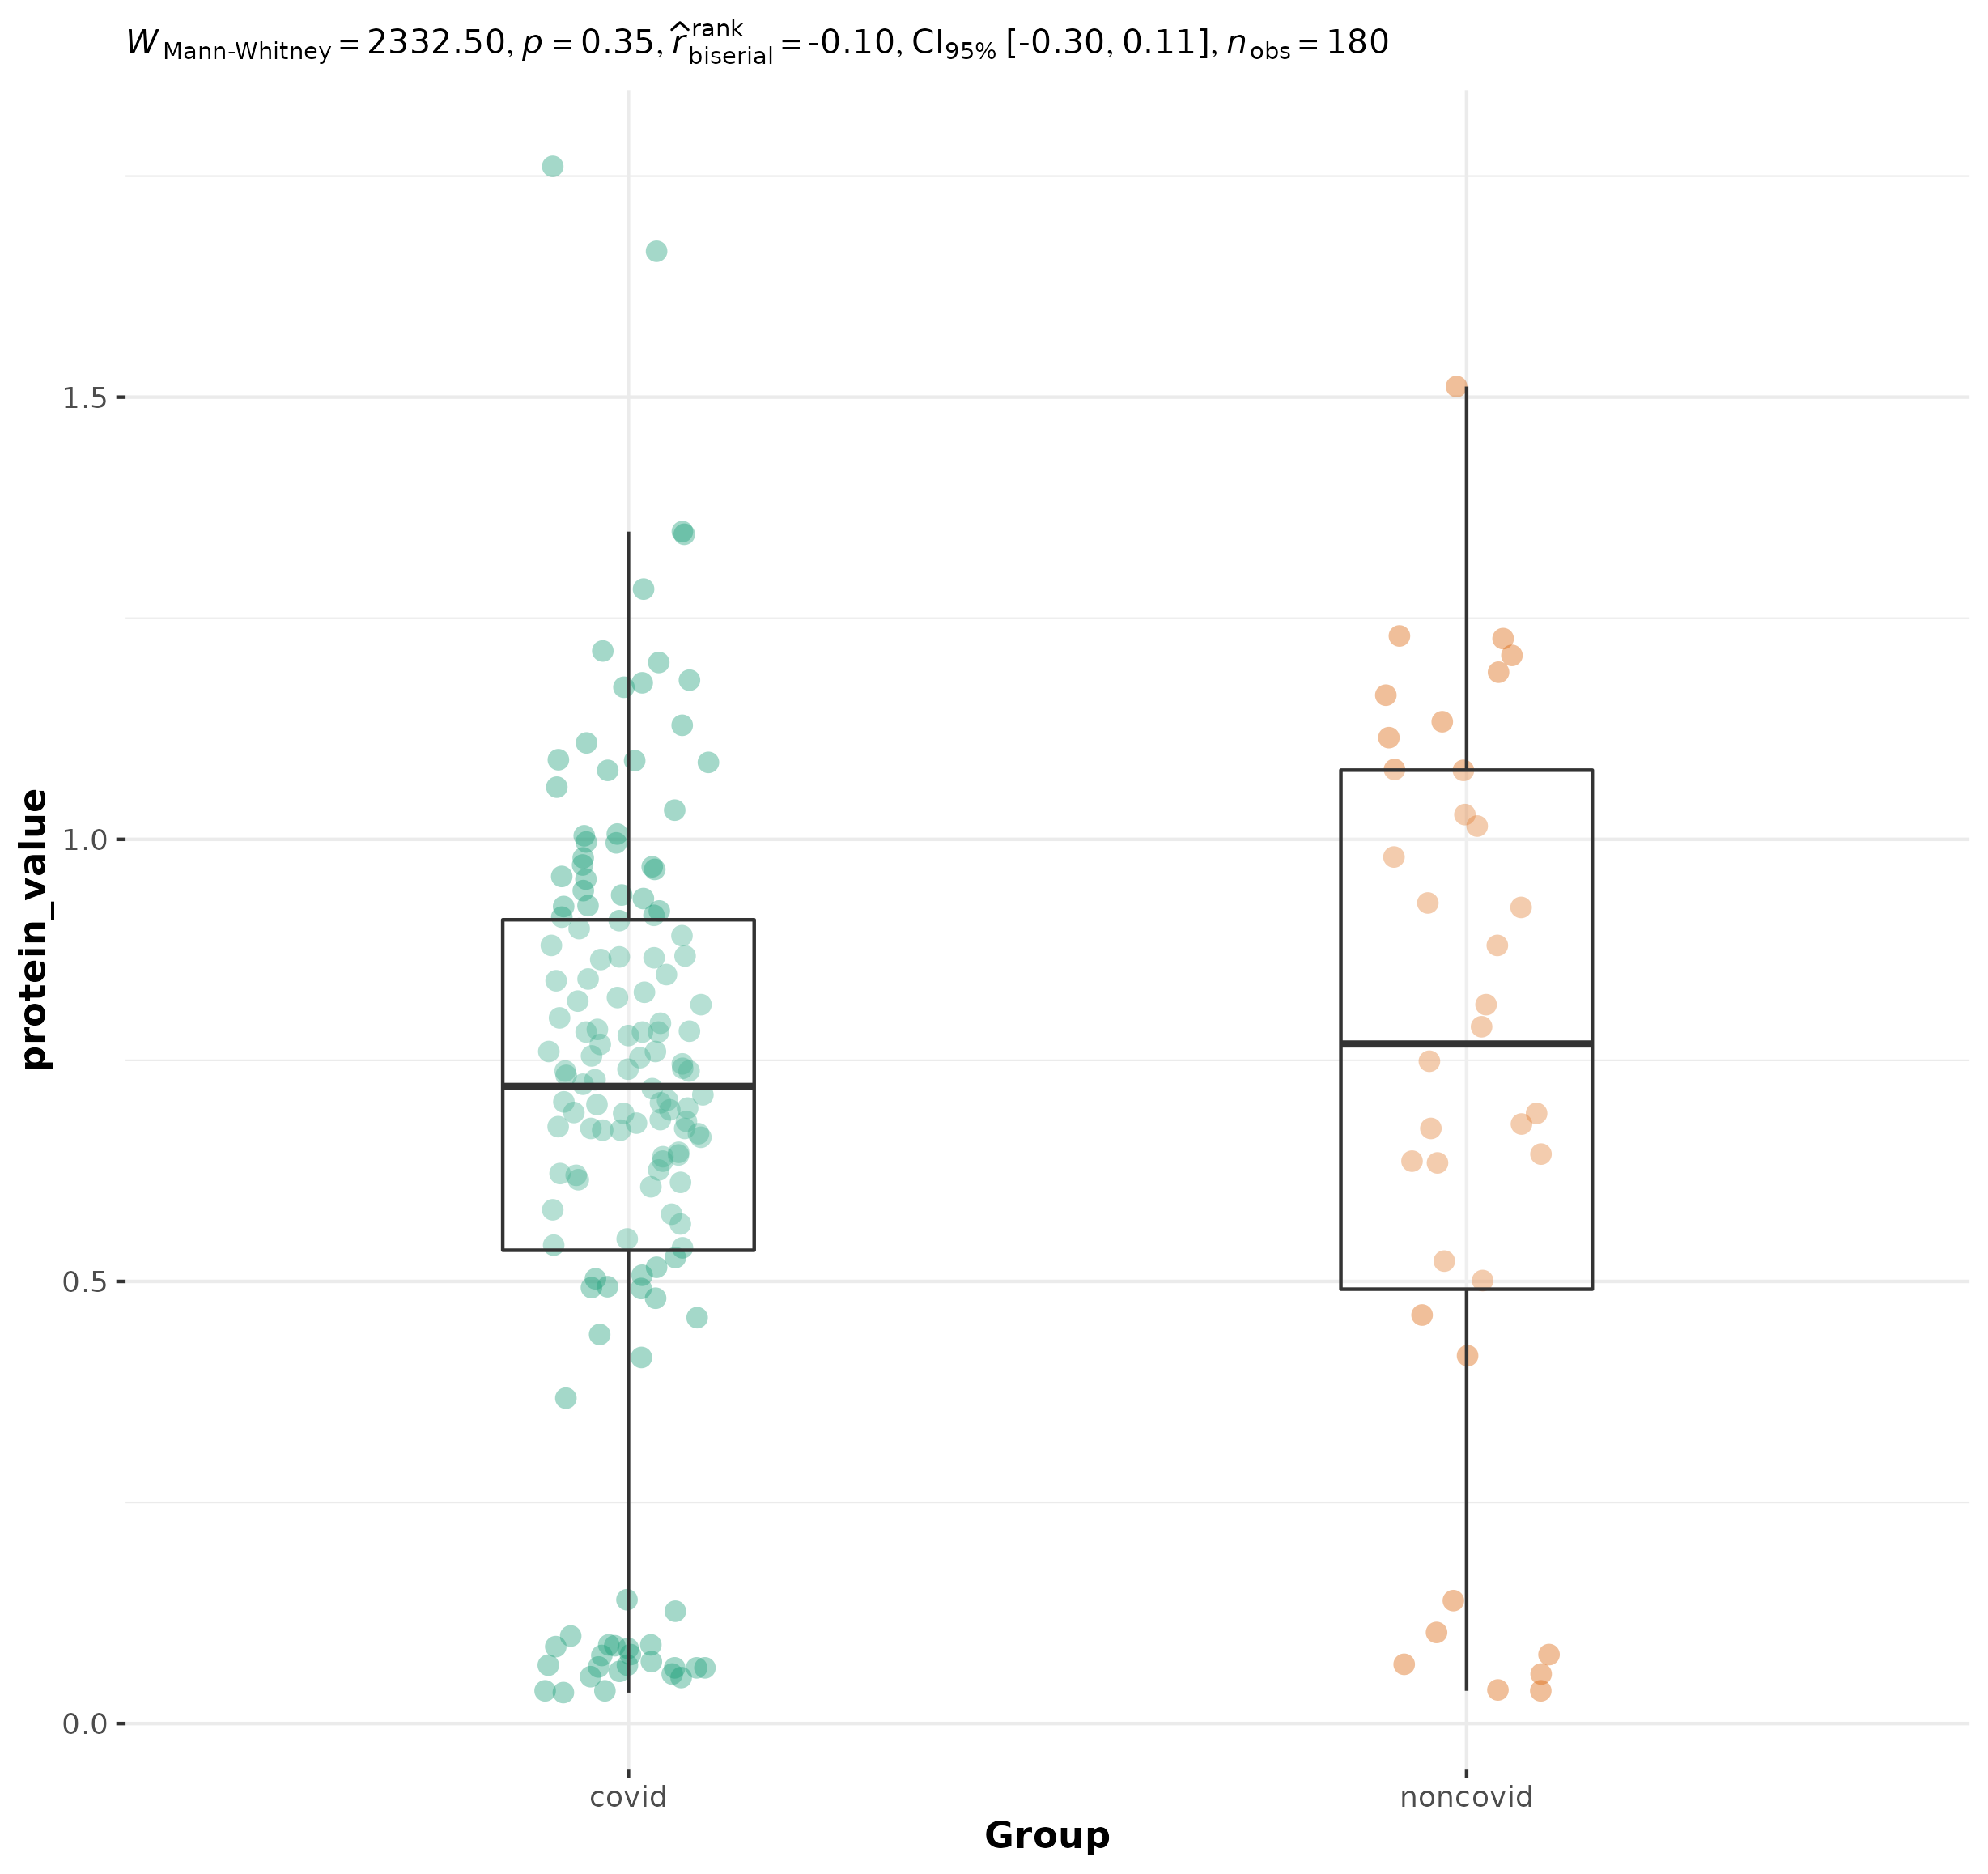 W Mann-Whitney = 2332.50, p = 0.35, r̂ rank biserial = -0.10, CI95% [-0.30, 0.11], nobs = 180
protein_value
1.5
1.0
0.5
0.0
covid noncovid
Group